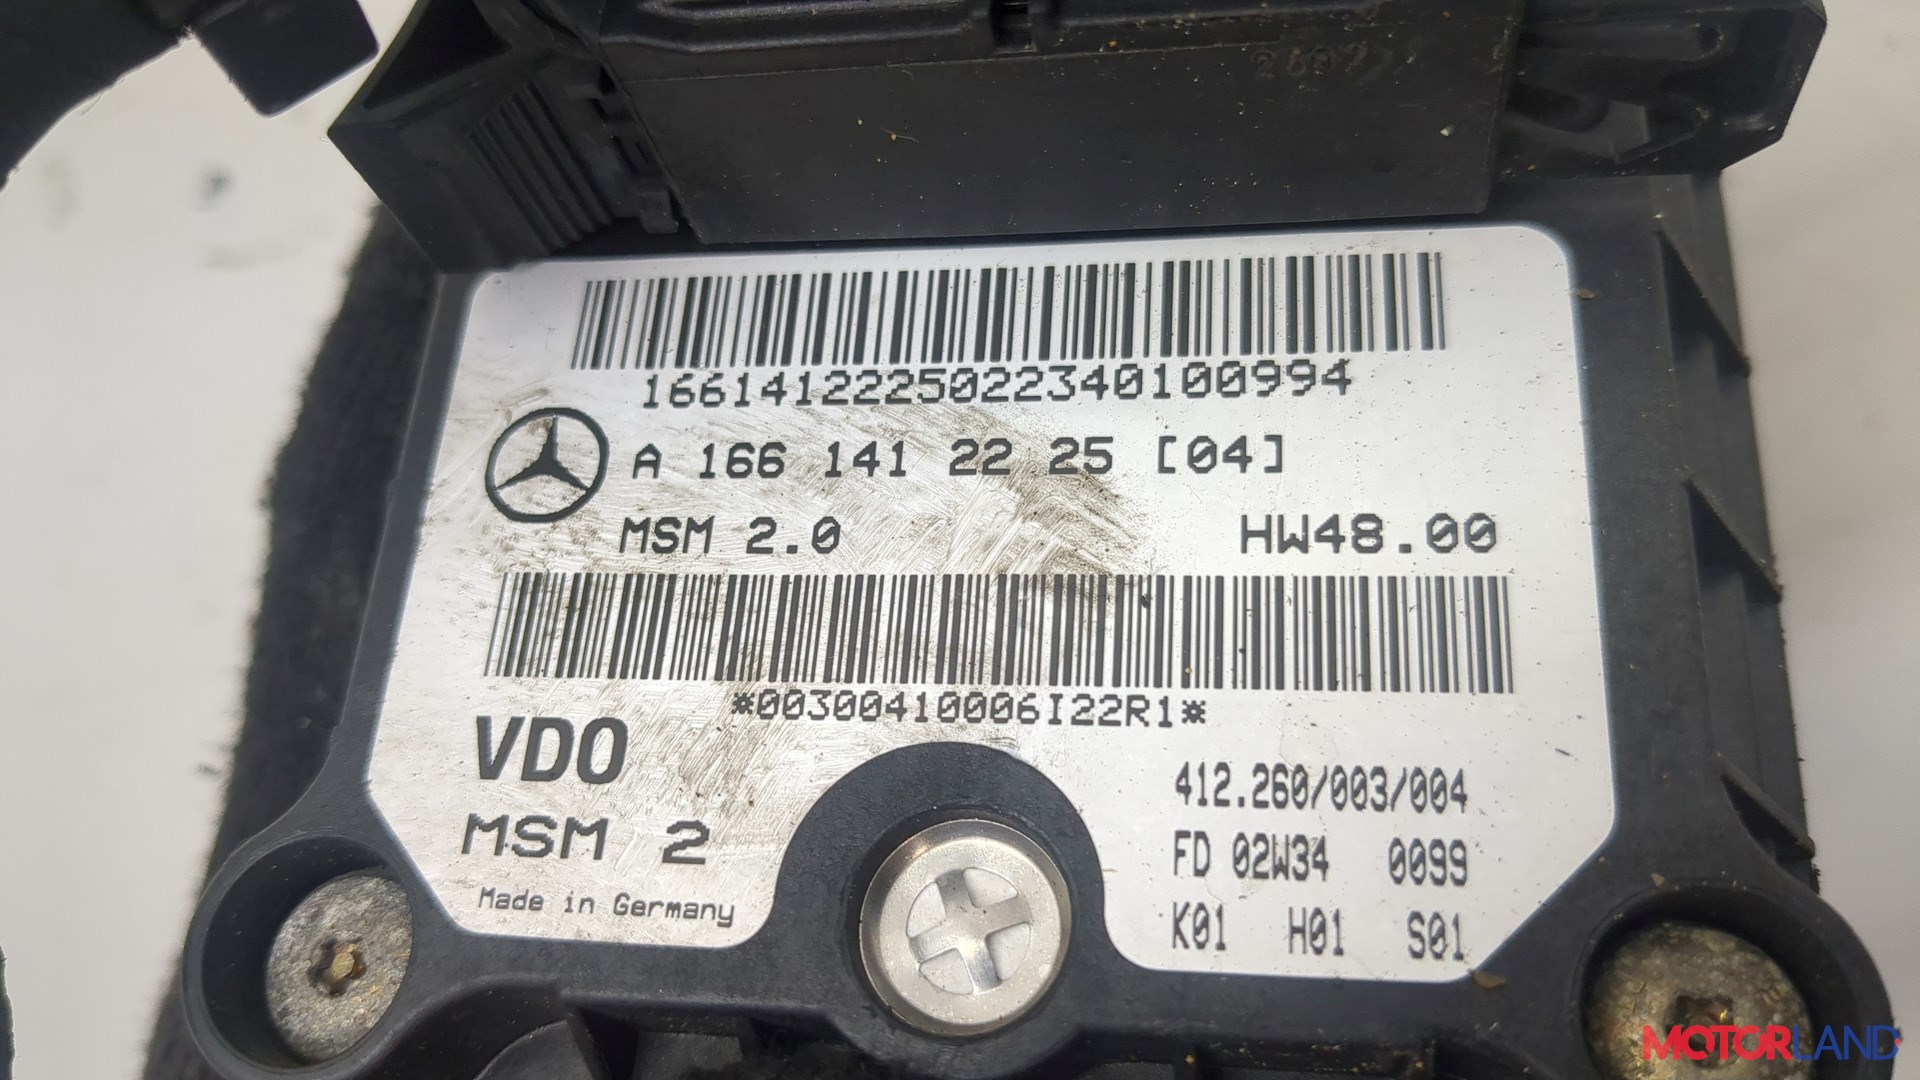 1661412225022340100994
A 166 141 22 25 [04]
MSM 2.0 HW48.00
*00300410006I22R1*
VDO
MSM 2
Made in Germany
412.260/003/004
FD 02W34 0099
K01 H01 S01
MOTORLAND